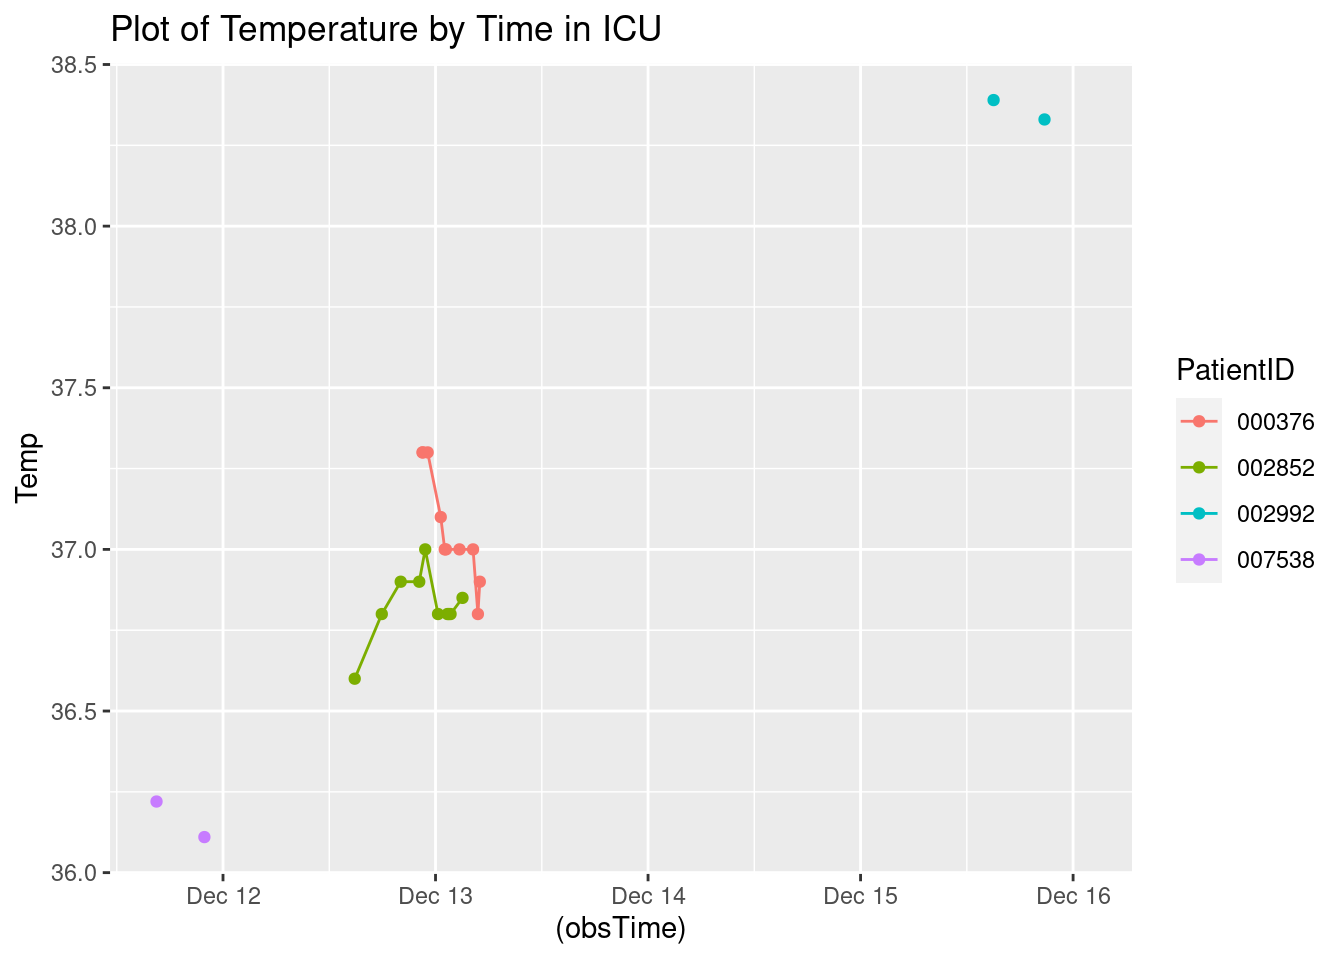 Plot of Temperature by Time in ICU
38.5
38.0
37.5
37.0
36.5
36.0
Temp
Dec 12
Dec 13
Dec 14
Dec 15
Dec 16
(obsTime)
PatientID
000376
002852
002992
007538